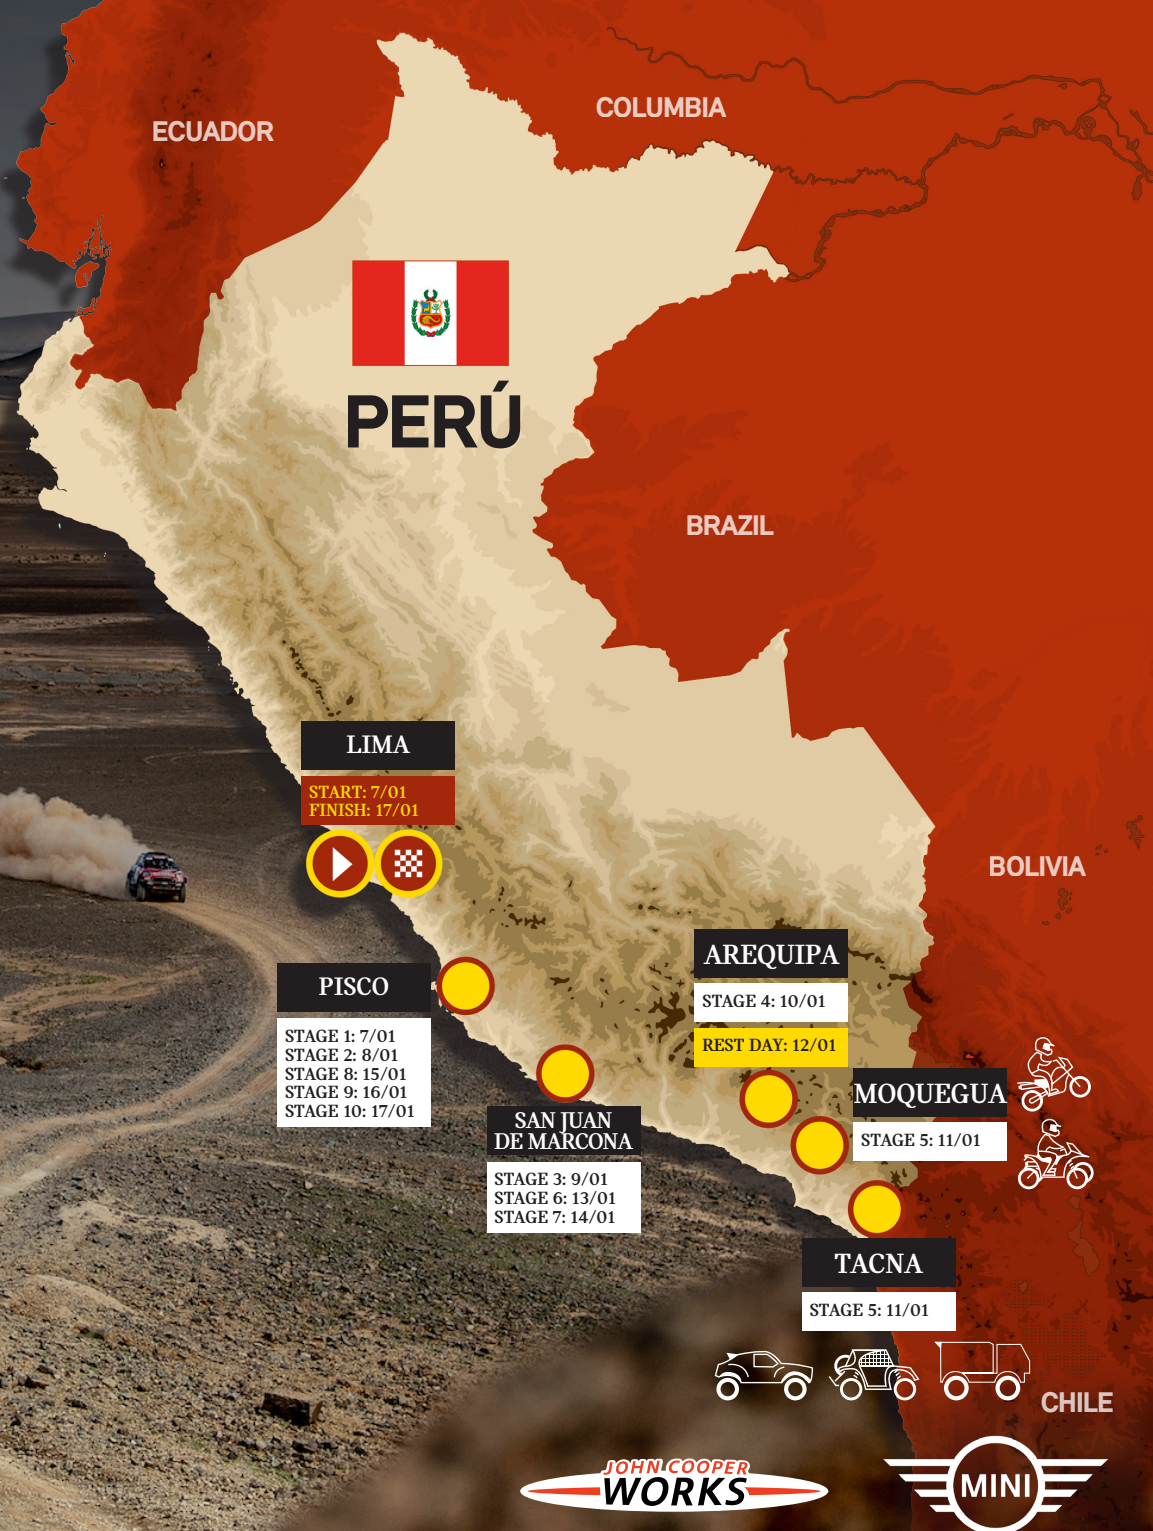 ECUADOR
COLUMBIA
PERÚ
BRAZIL
LIMA
START: 7/01
FINISH: 17/01
BOLIVIA
PISCO
STAGE 1: 7/01
STAGE 2: 8/01
STAGE 8: 15/01
STAGE 9: 16/01
STAGE 10: 17/01
AREQUIPA
STAGE 4: 10/01
REST DAY: 12/01
SAN JUAN
DE MARCONA
STAGE 3: 9/01
STAGE 6: 13/01
STAGE 7: 14/01
MOQUEGUA
STAGE 5: 11/01
TACNA
STAGE 5: 11/01
CHILE
JOHN COOPER
WORKS
MINI